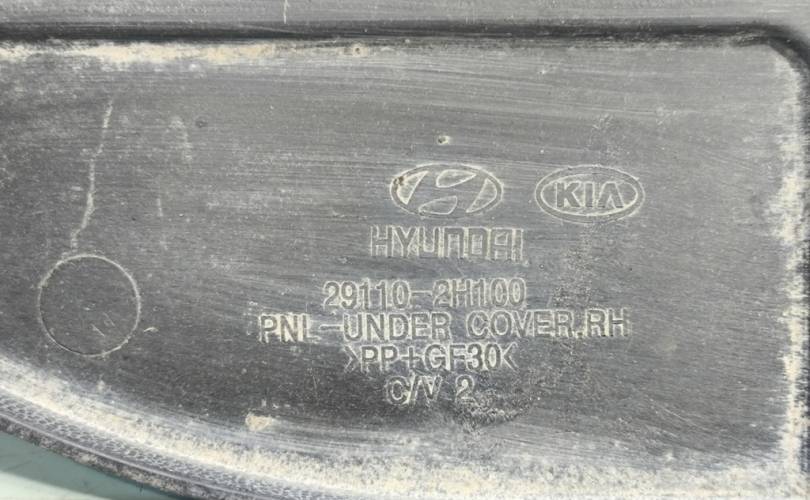 KIA
HYUNDAI
29110-2H100
PNL-UNDER COVER,RH
>PP+GF30<
C/V 2